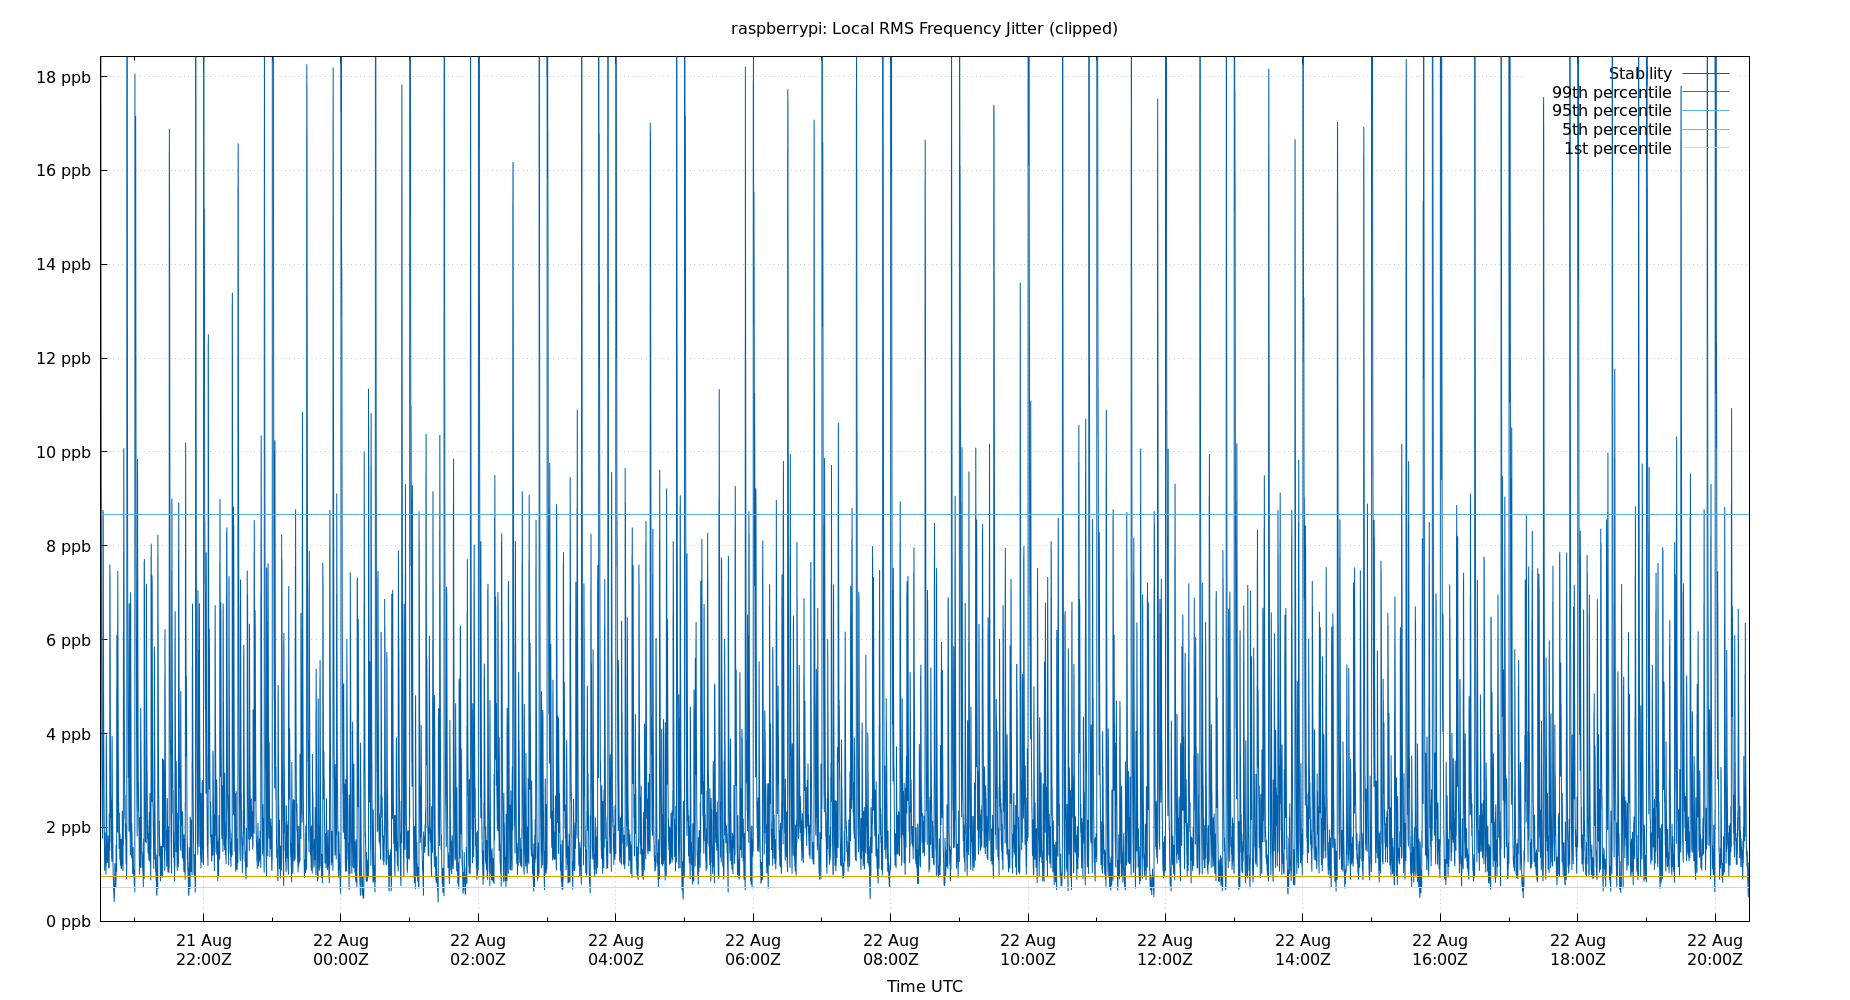 raspberrypi: Local RMS Frequency Jitter (clipped)
18 ppb
16 ppb
14 ppb
12 ppb
10 ppb
8 ppb
6 ppb
4 ppb
2 ppb
0 ppb
Stability
99th percentile
95th percentile
5th percentile
1st percentile
21 Aug 22:00Z
22 Aug 00:00Z
22 Aug 02:00Z
22 Aug 04:00Z
22 Aug 06:00Z
22 Aug 08:00Z
22 Aug 10:00Z
22 Aug 12:00Z
22 Aug 14:00Z
22 Aug 16:00Z
22 Aug 18:00Z
22 Aug 20:00Z
Time UTC